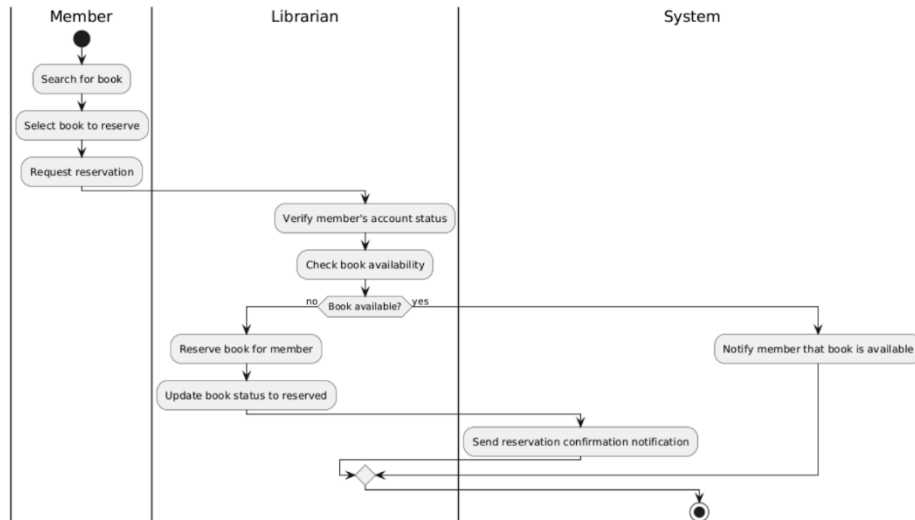 Member
Librarian
System
Search for book
Select book to reserve
Request reservation
Verify member's account status
Check book availability
no
Book available?
yes
Reserve book for member
Notify member that book is available
Update book status to reserved
Send reservation confirmation notification